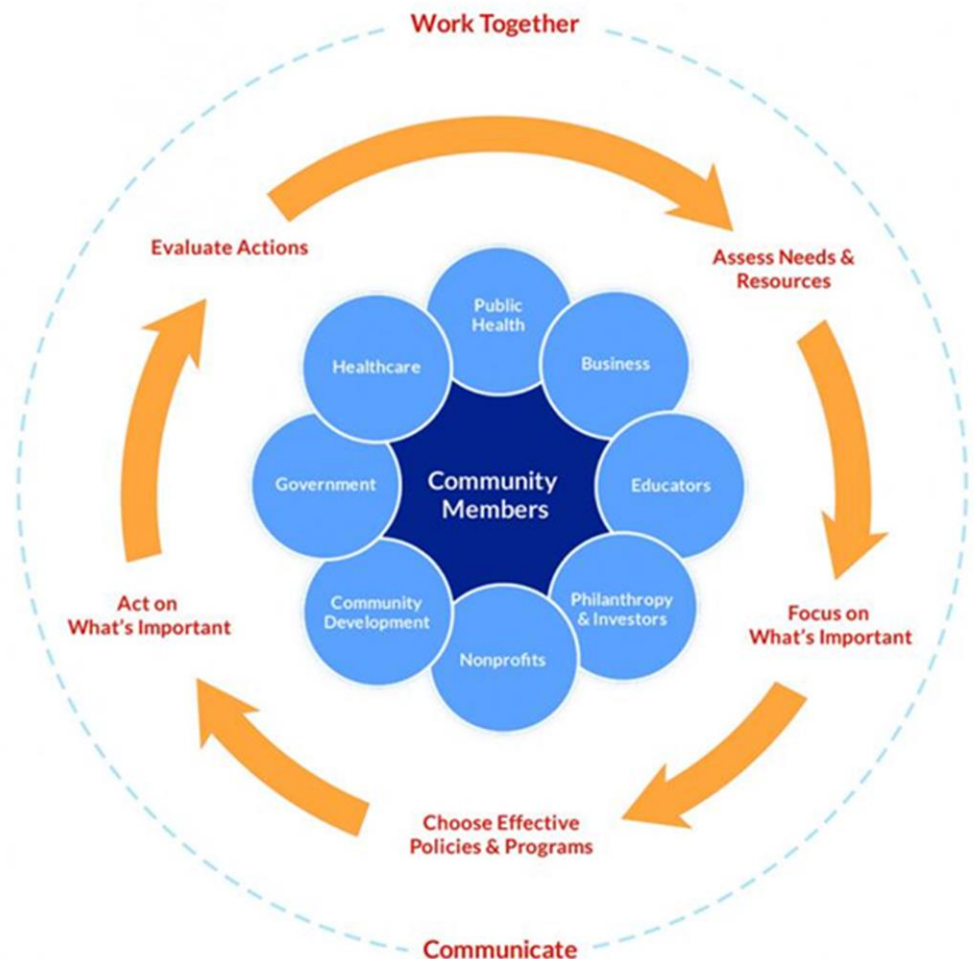 Work Together
Evaluate Actions
Assess Needs &
Resources
Public
Health
Healthcare
Business
Government
Community
Members
Educators
Community
Development
Philanthropy
& Investors
Nonprofits
Act on
What's Important
Focus on
What's Important
Choose Effective
Policies & Programs
Communicate